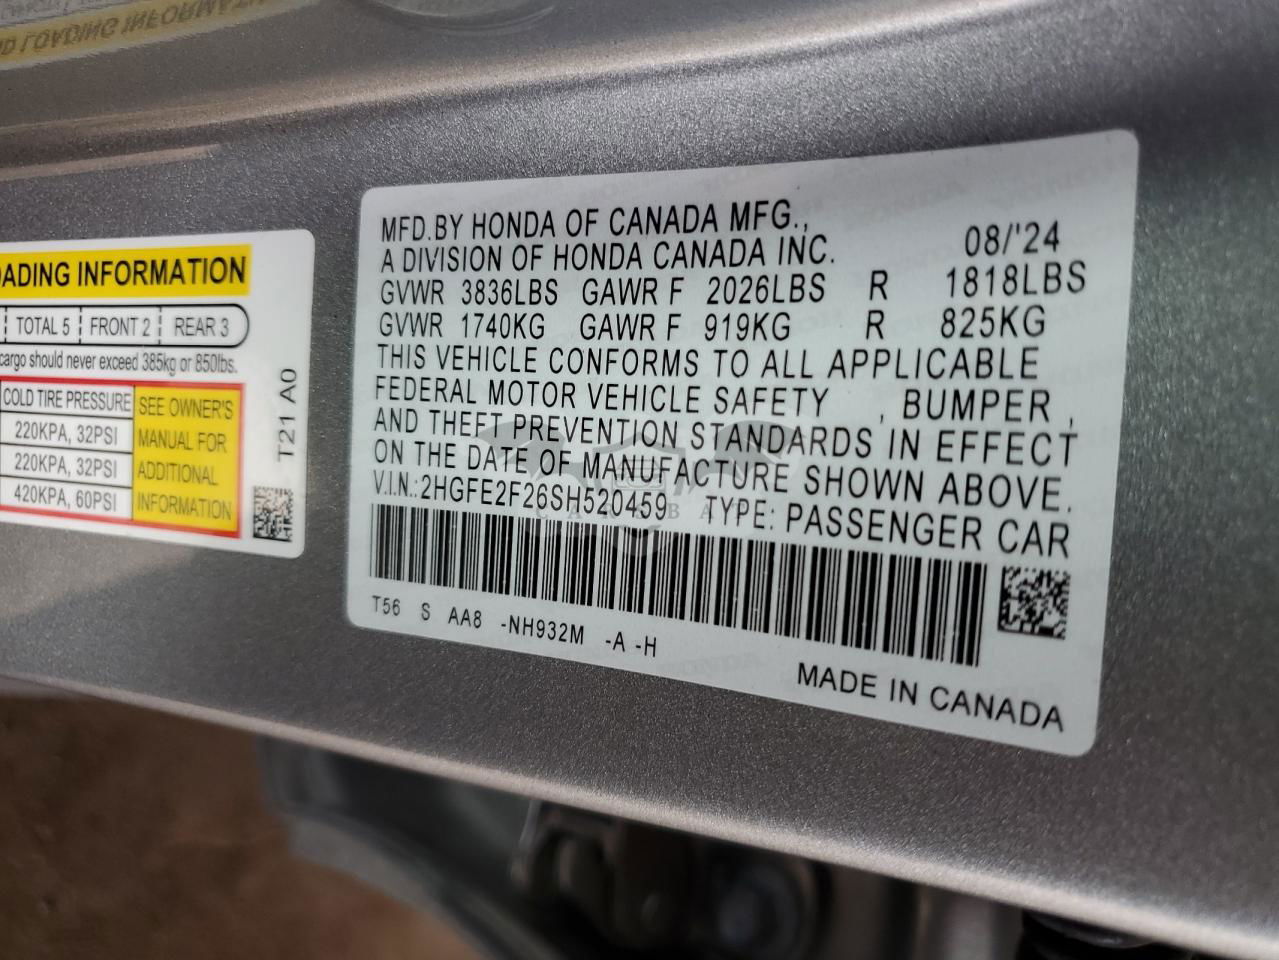 LOADING INFORMATION
OADING INFORMATION
TOTAL 5 FRONT 2 REAR 3
cargo should never exceed 385kg or 850lbs.
COLD TIRE PRESSURE
220KPA, 32PSI
220KPA, 32PSI
420KPA, 60PSI
SEE OWNER'S
MANUAL FOR
ADDITIONAL
INFORMATION
T21 A0
MFD.BY HONDA OF CANADA MFG.,
A DIVISION OF HONDA CANADA INC. 08/'24
GVWR 3836LBS GAWR F 2026LBS R 1818LBS
GVWR 1740KG GAWR F 919KG R 825KG
THIS VEHICLE CONFORMS TO ALL APPLICABLE
FEDERAL MOTOR VEHICLE SAFETY , BUMPER ,
AND THEFT PREVENTION STANDARDS IN EFFECT
ON THE DATE OF MANUFACTURE SHOWN ABOVE.
V.I.N.:2HGFE2F26SH520459 TYPE: PASSENGER CAR
T56 S AA8 -NH932M -A -H
MADE IN CANADA